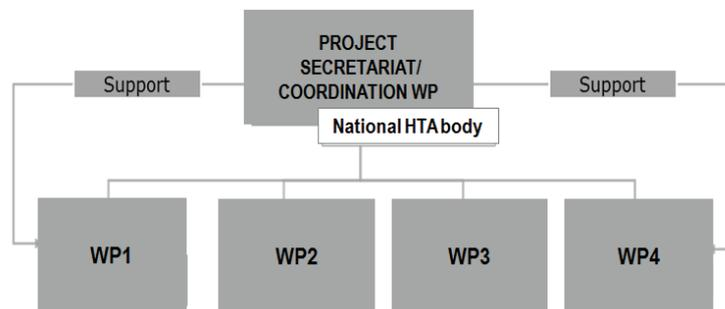 PROJECT
SECRETARIAT/
COORDINATION WP
Support
Support
National HTA body
WP1
WP2
WP3
WP4